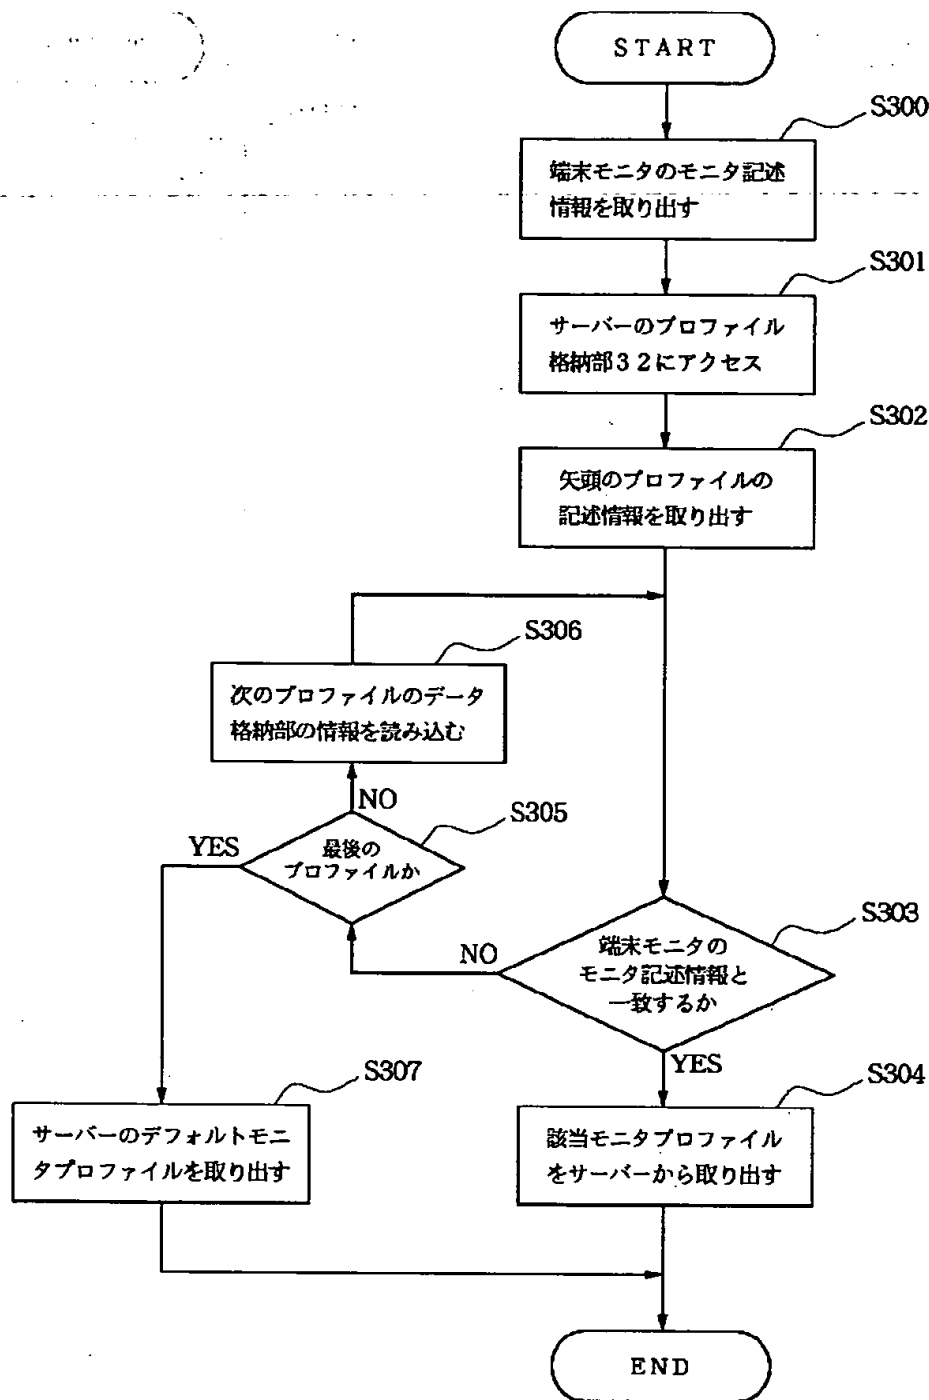 START
S300
端末モニタのモニタ記述
情報を取り出す
S301
サーバーのプロファイル
格納部32にアクセス
S302
矢頭のプロファイルの
記述情報を取り出す
S306
次のプロファイルのデータ
格納部の情報を読み込む
NO
S305
YES
最後の
プロファイルか
S303
NO
端末モニタの
モニタ記述情報と
一致するか
YES
S307
S304
サーバーのデフォルトモニ
タプロファイルを取り出す
該当モニタプロファイル
をサーバーから取り出す
END